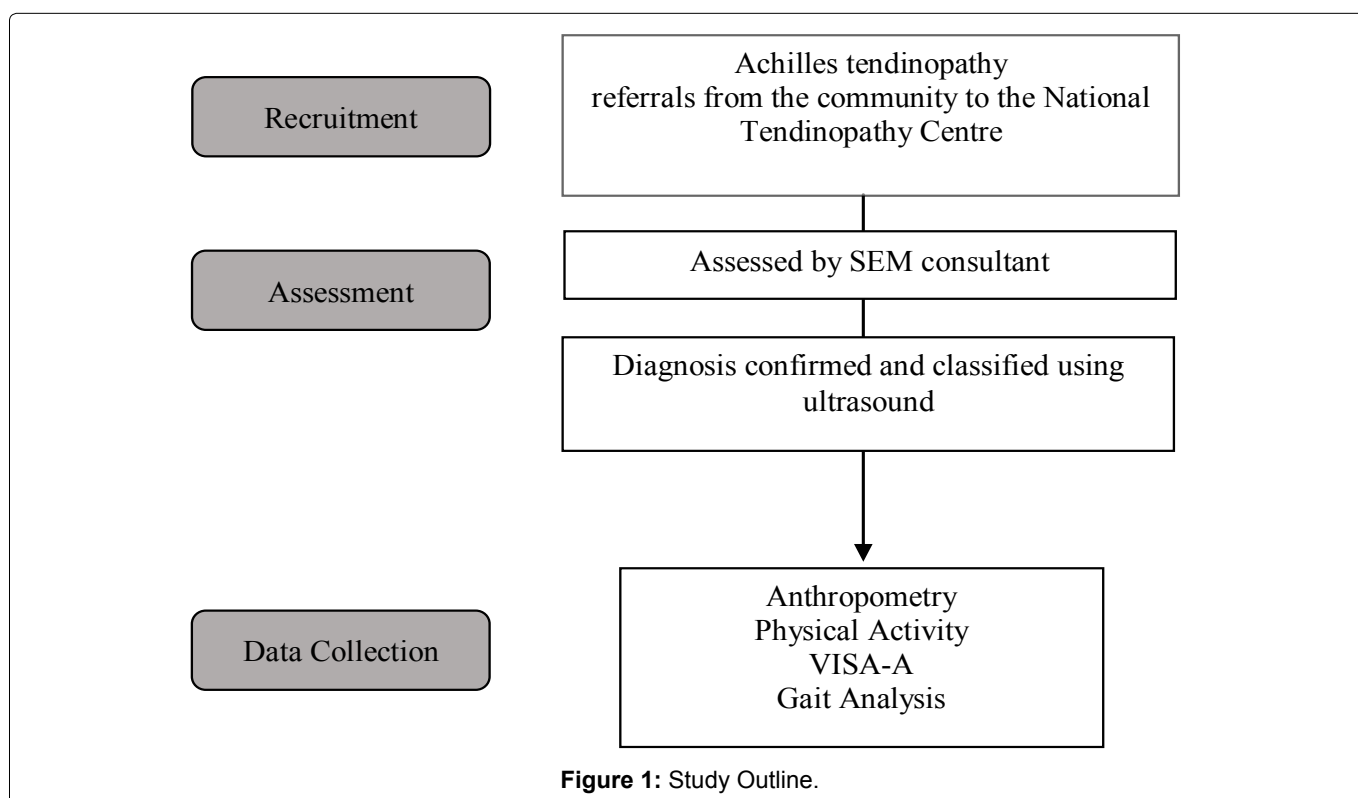 Recruitment
Achilles tendinopathy
referrals from the community to the National
Tendinopathy Centre
Assessment
Assessed by SEM consultant
Diagnosis confirmed and classified using
ultrasound
Data Collection
Anthropometry
Physical Activity
VISA-A
Gait Analysis
Figure 1: Study Outline.